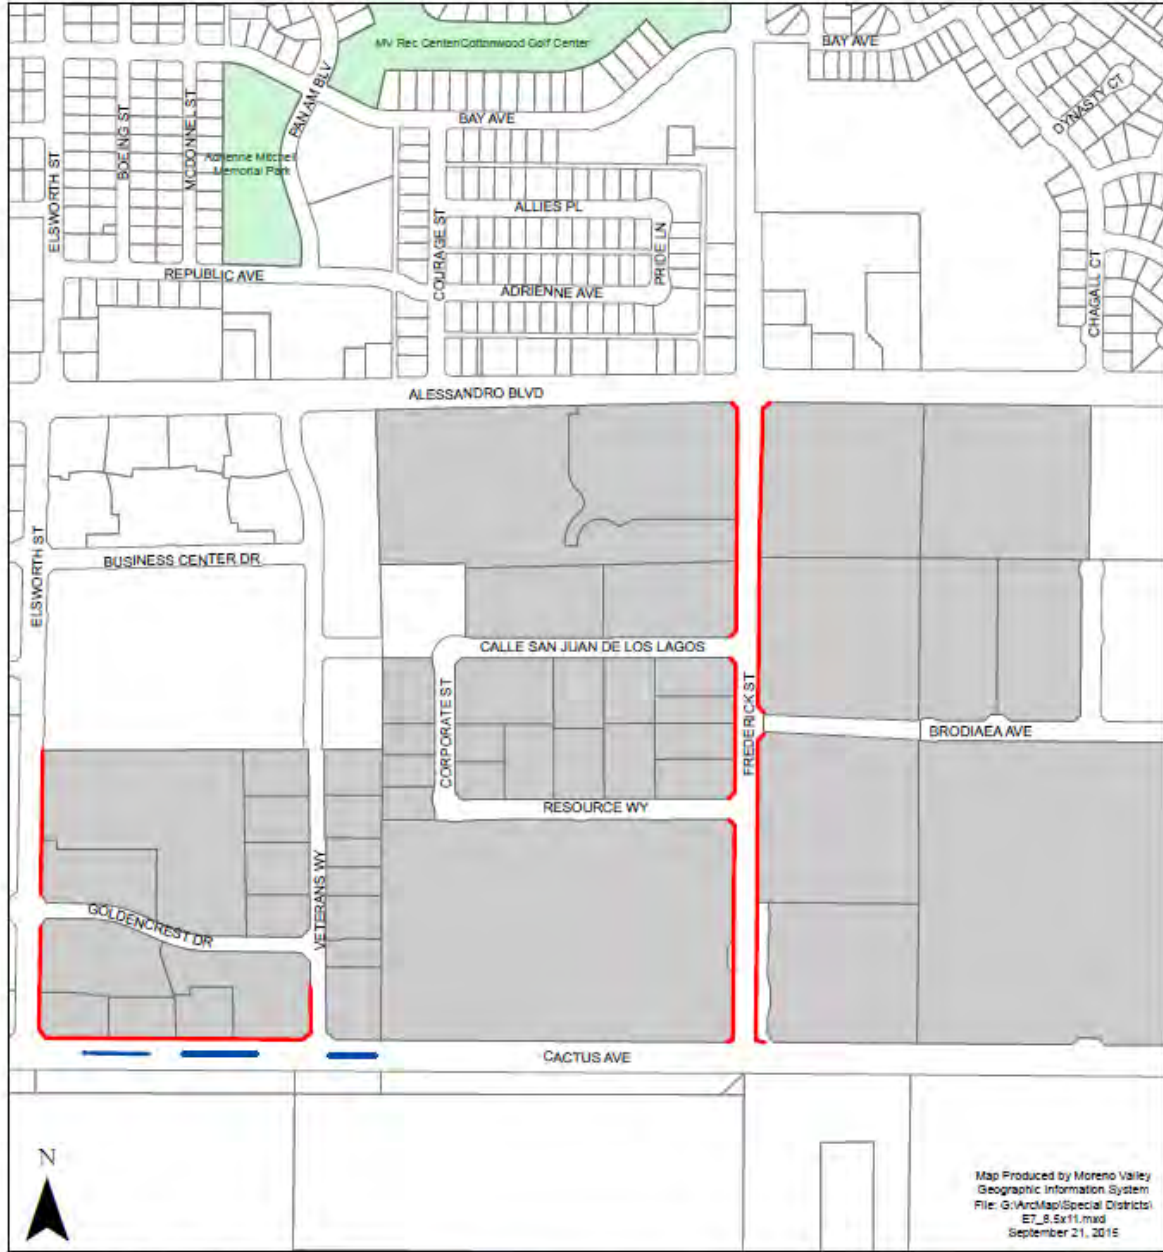 MV Rec Center/Cottonwood Golf Center
BAY AVE
DYNASTY CT
PAN AM BLV
BAY AVE
BOEING ST
MCDONNEL ST
ELSWORTH ST
Adrienne Mitchell
Memorial Park
ALLIES PL
COURAGE ST
PRIDE LN
REPUBLIC AVE
ADRIENNE AVE
CHAGALL CT
ALESSANDRO BLVD
ELSWORTH ST
BUSINESS CENTER DR
CALLE SAN JUAN DE LOS LAGOS
CORPORATE ST
FREDERICK ST
BRODIAEA AVE
RESOURCE WY
VETERANS WY
GOLDENCREST DR
CACTUS AVE
N
Map Produced by Moreno Valley
Geographic Information System
File: G:\ArcMap\Special Districts\
E7_8.5x11.mxd
September 21, 2015